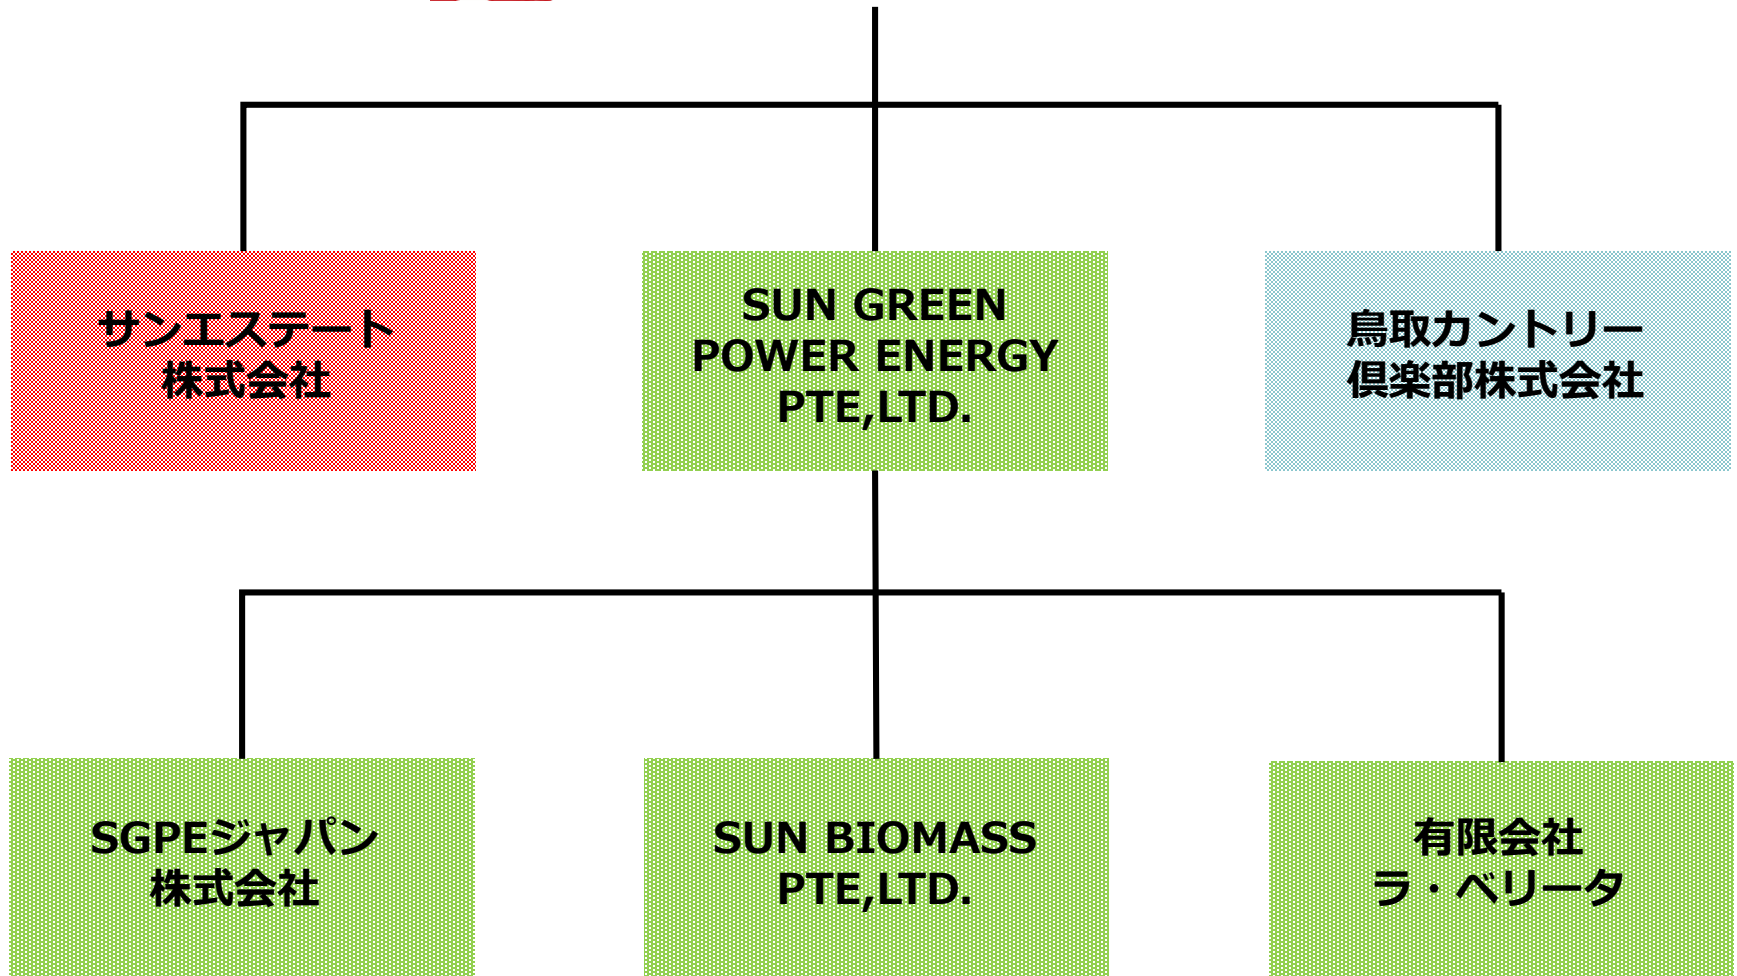 サンエステート
株式会社
SUN GREEN
POWER ENERGY
PTE,LTD.
鳥取カントリー
倶楽部株式会社
SGPEジャパン
株式会社
SUN BIOMASS
PTE,LTD.
有限会社
ラ・ベリータ